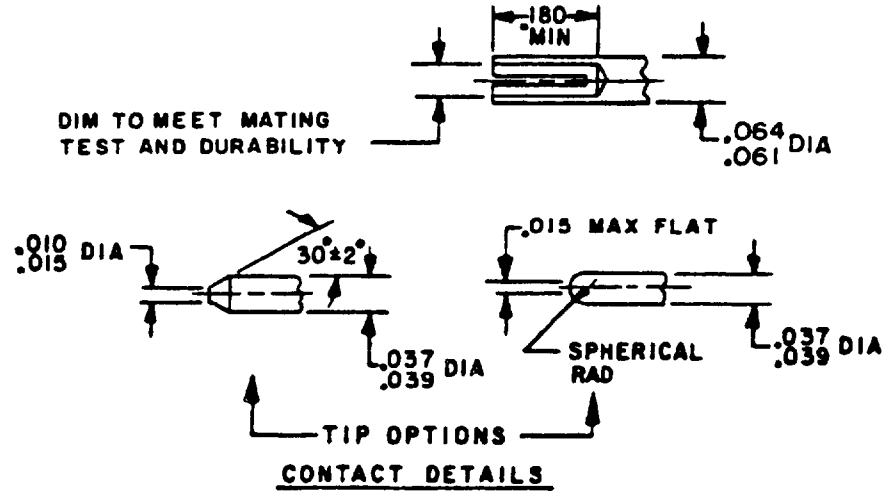 .180
MIN
DIM TO MEET MATING
TEST AND DURABILITY
.064 DIA
.061
.010 DIA
.015
30°±2°
.015 MAX FLAT
.037 DIA
.039
SPHERICAL
RAD
.037 DIA
.039
TIP OPTIONS
CONTACT DETAILS